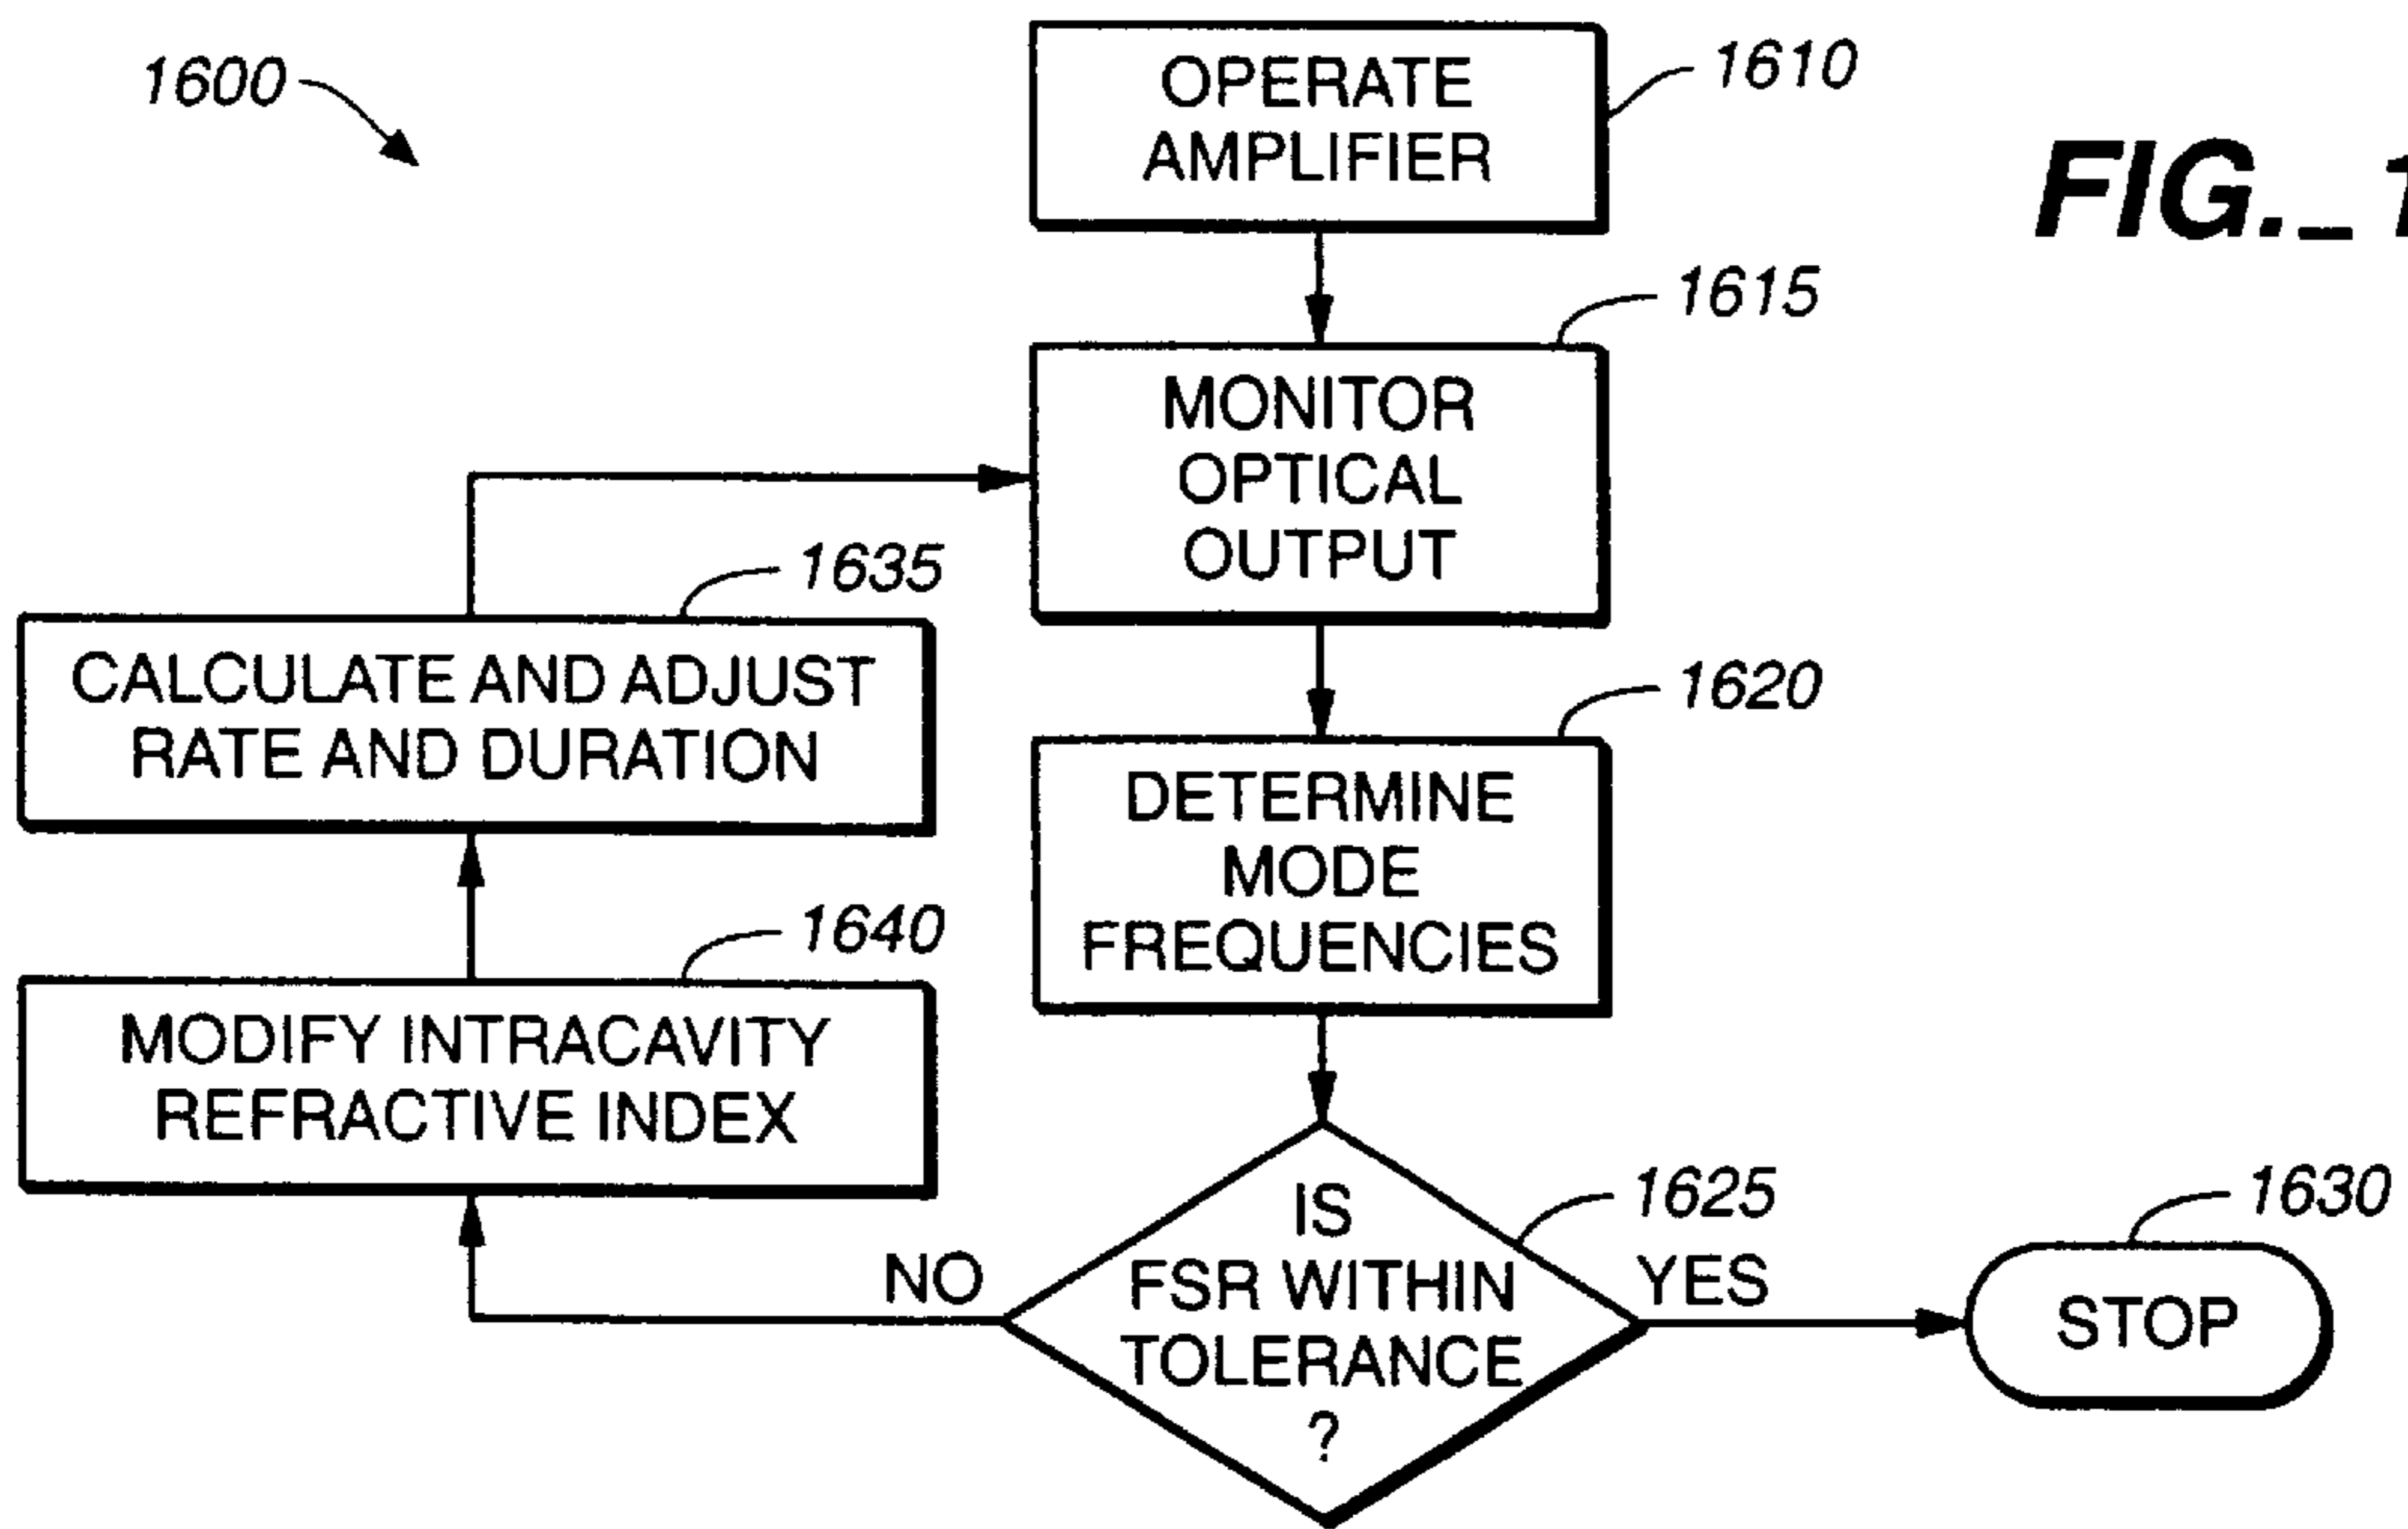 1600
OPERATE
AMPLIFIER
1610
FIG._1
MONITOR
OPTICAL
OUTPUT
1615
CALCULATE AND ADJUST
RATE AND DURATION
1635
DETERMINE
MODE
FREQUENCIES
1620
MODIFY INTRACAVITY
REFRACTIVE INDEX
1640
IS
FSR WITHIN
TOLERANCE
?
1625
NO
YES
STOP
1630